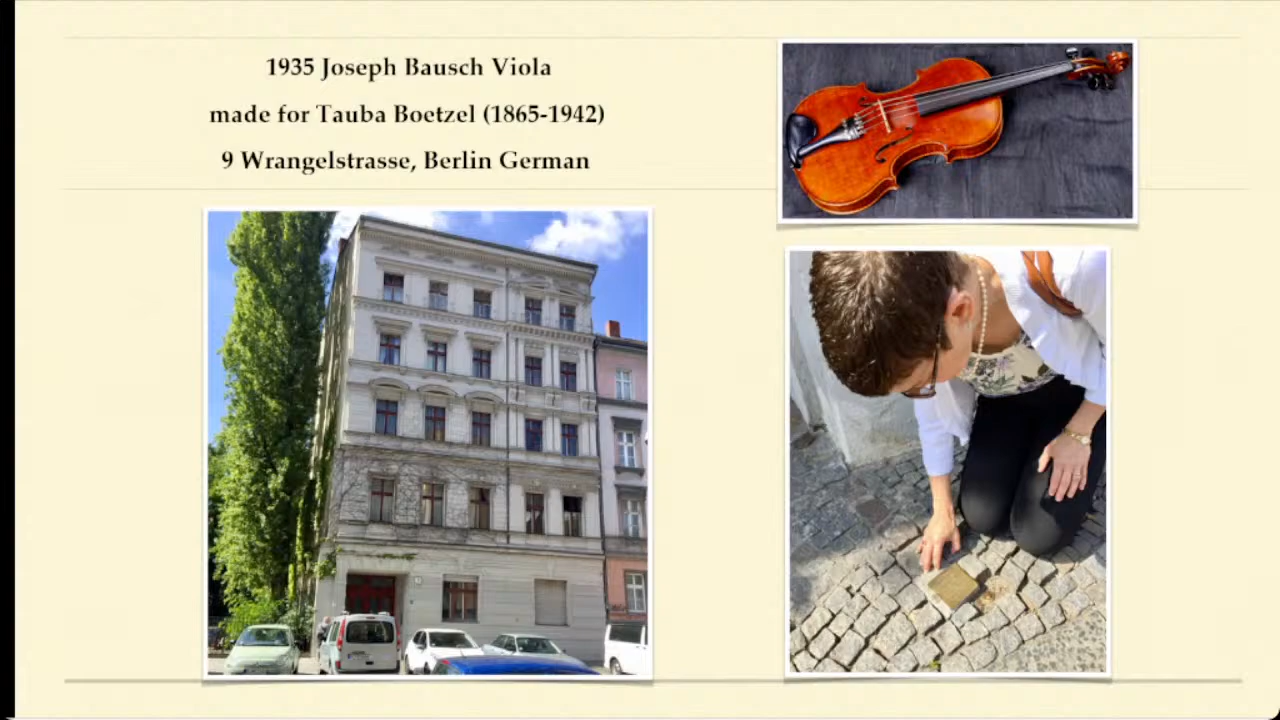 1935 Joseph Bausch Viola
made for Tauba Boetzel (1865-1942)
9 Wrangelstrasse, Berlin German